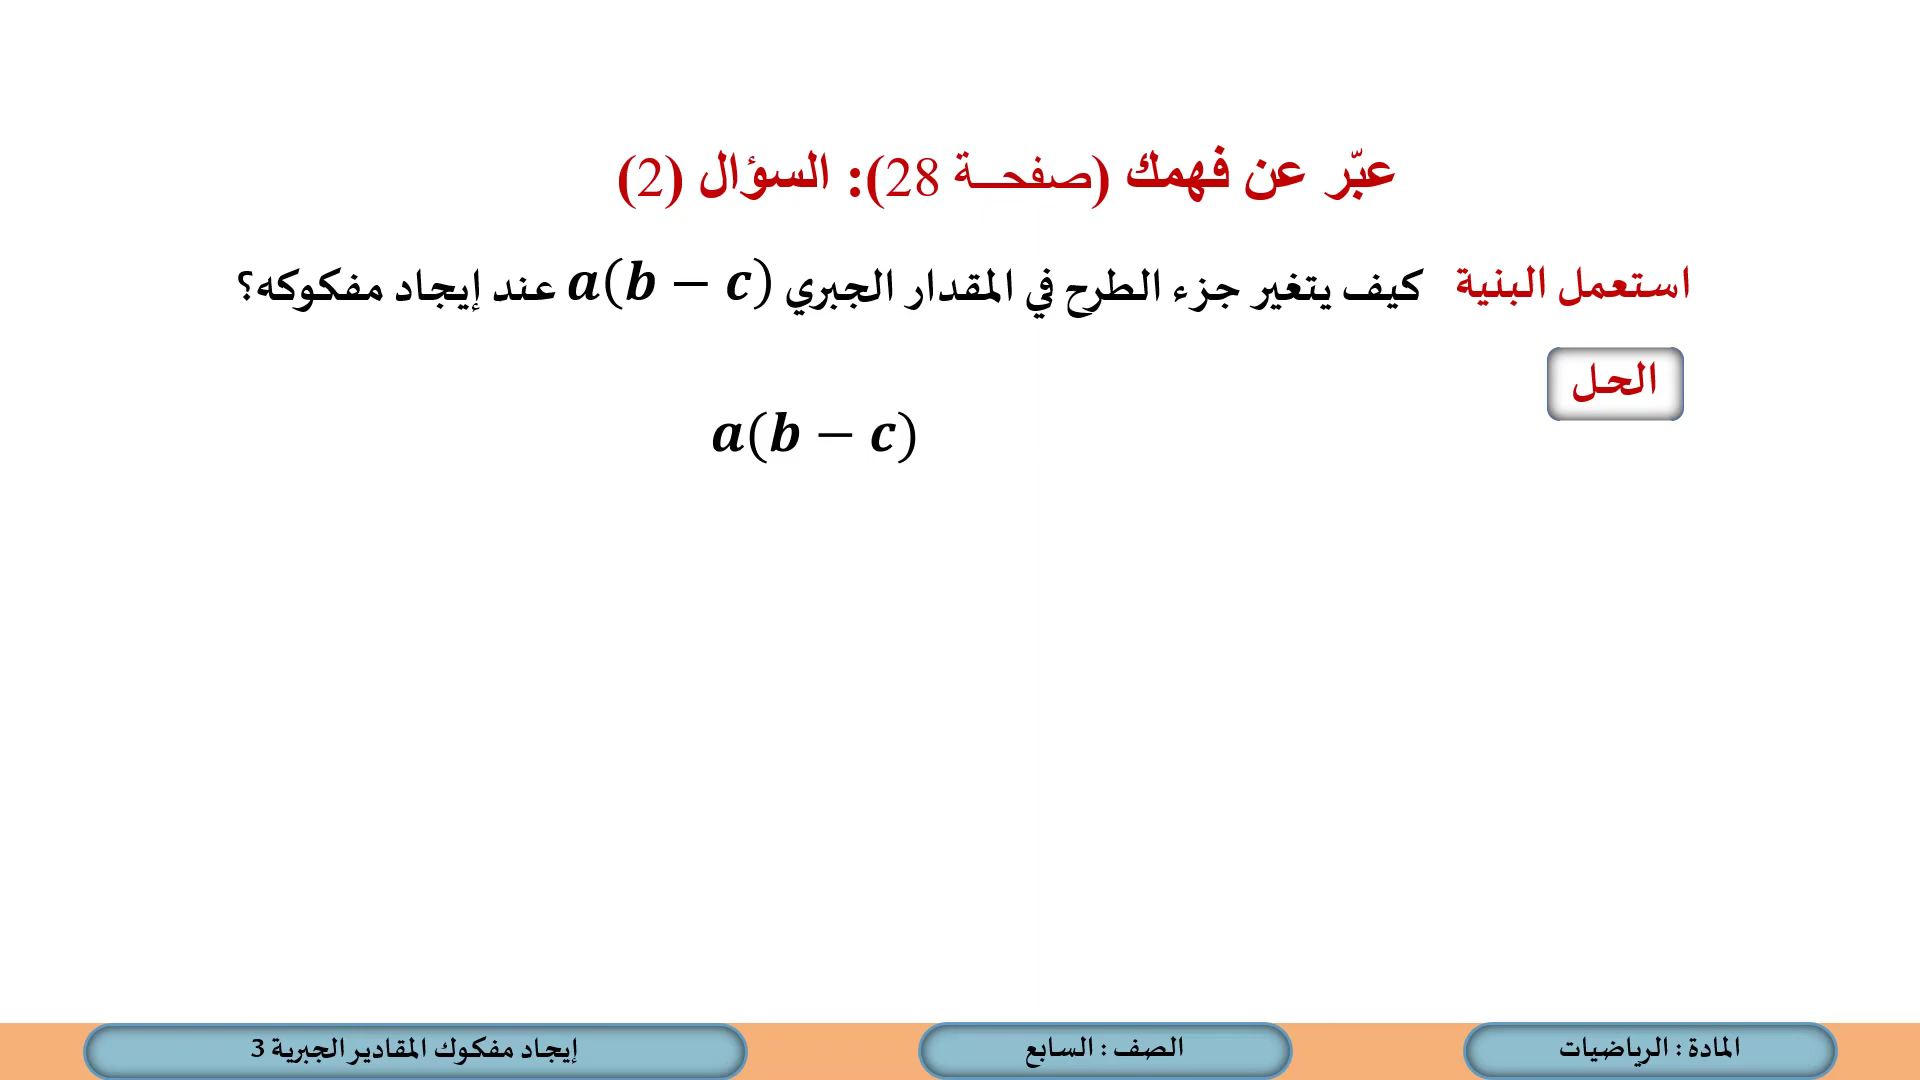 عبّر عن فهمك (صفحـــة 28): السؤال (2)
استعمل البنية كيف يتغير جزء الطرح في المقدار الجبري a(b − c) عند إيجاد مفكوكه؟
الحل
a(b − c)
المادة : الرياضيات
الصف : السابع
إيجاد مفكوك المقادير الجبرية 3